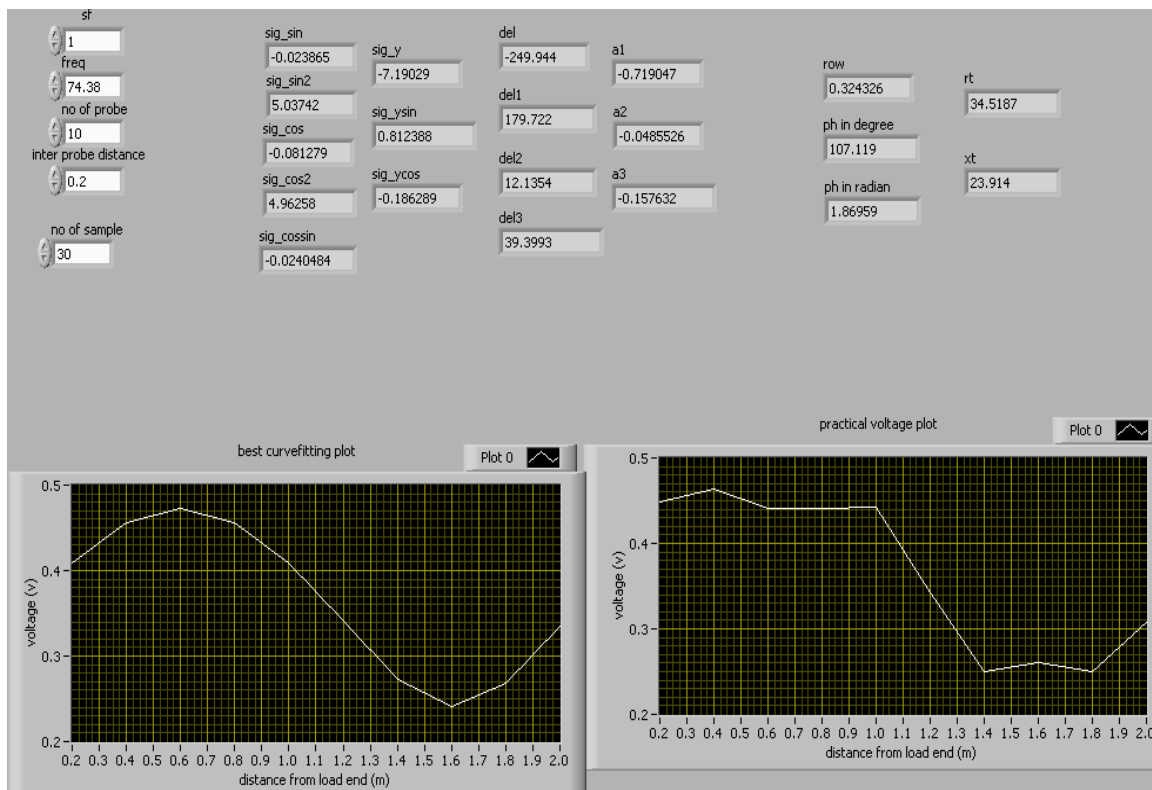 sf
1
freq
74.38
no of probe
10
inter probe distance
0.2
no of sample
30
sig_sin
-0.023865
sig_sin2
5.03742
sig_cos
-0.081279
sig_cos2
4.96258
sig_cossin
-0.0240484
sig_y
-7.19029
sig_ysin
0.812388
sig_ycos
-0.186289
del
-249.944
del1
179.722
del2
12.1354
del3
39.3993
a1
-0.719047
a2
-0.0485526
a3
-0.157632
row
0.324326
ph in degree
107.119
ph in radian
1.86959
rt
34.5187
xt
23.914
best curvefitting plot
Plot 0
0.5
0.4
0.3
0.2
voltage (v)
0.2 0.3 0.4 0.5 0.6 0.7 0.8 0.9 1.0 1.1 1.2 1.3 1.4 1.5 1.6 1.7 1.8 1.9 2.0
distance from load end (m)
practical voltage plot
Plot 0
0.5
0.4
0.3
0.2
voltage (v)
0.2 0.3 0.4 0.5 0.6 0.7 0.8 0.9 1.0 1.1 1.2 1.3 1.4 1.5 1.6 1.7 1.8 1.9 2.0
distance from load end (m)